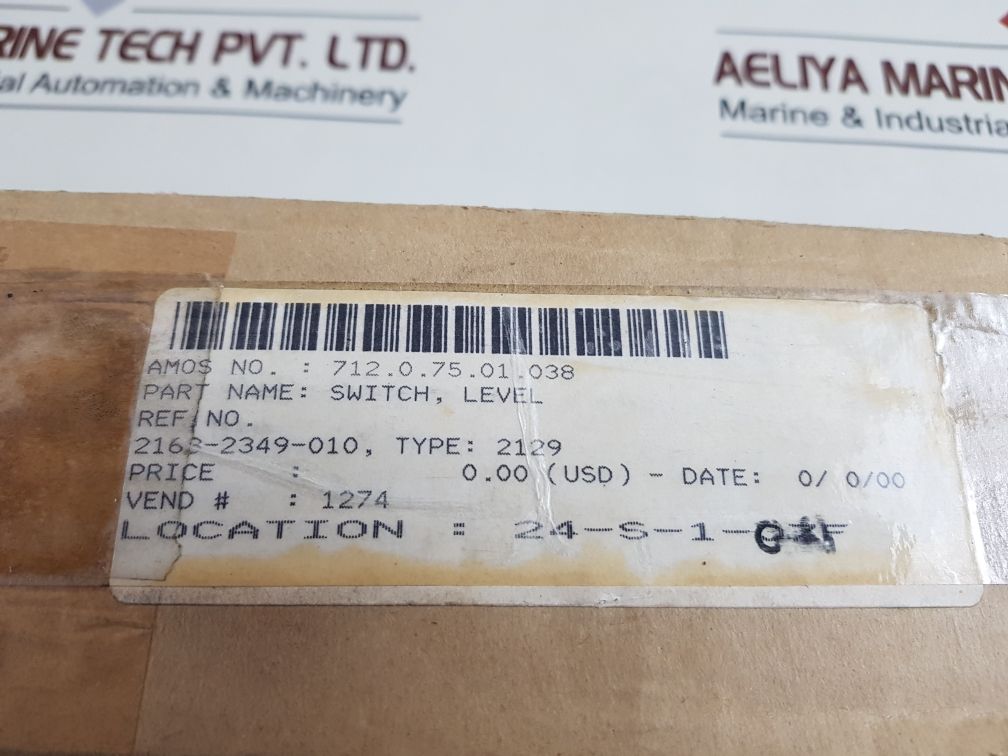 RINE TECH PVT. LTD.
al Automation & Machinery
AELIYA MARIN
Marine & Industria
AMOS NO. : 712.0.75.01.038
PART NAME: SWITCH, LEVEL
REF NO.
2163-2349-010, TYPE: 2129
PRICE : 0.00 (USD) - DATE: 0/ 0/00
VEND # : 1274
LOCATION : 24-S-1-